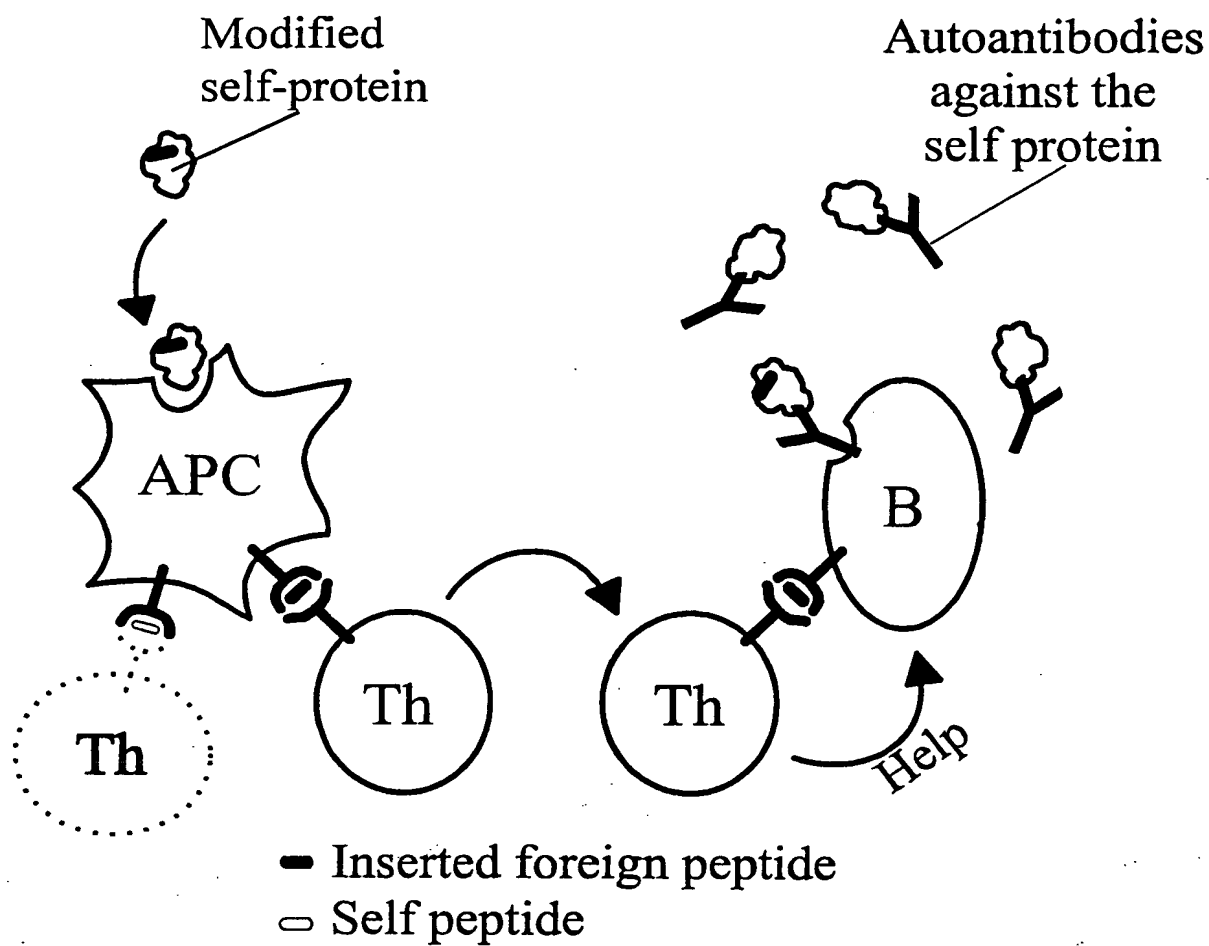 Modified
self-protein
Autoantibodies
against the
self protein
APC
B
Th
Th
Th
Help
Inserted foreign peptide
Self peptide